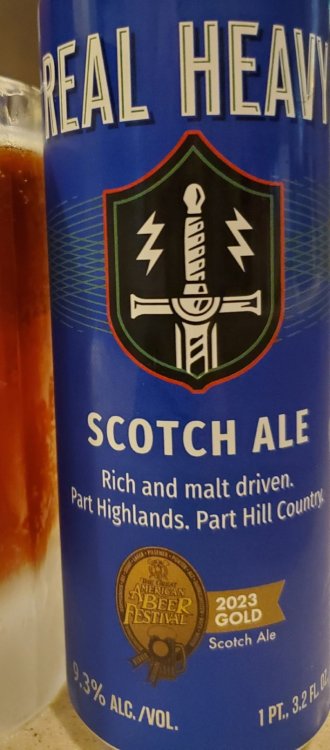 REAL HEAVY
SCOTCH ALE
Rich and malt driven.
Part Highlands. Part Hill Country.
THE GREAT
AMERICAN
BEER
FESTIVAL
2023
GOLD
Scotch Ale
9.3% ALC./VOL.
1 PT., 3.2 FL. OZ.